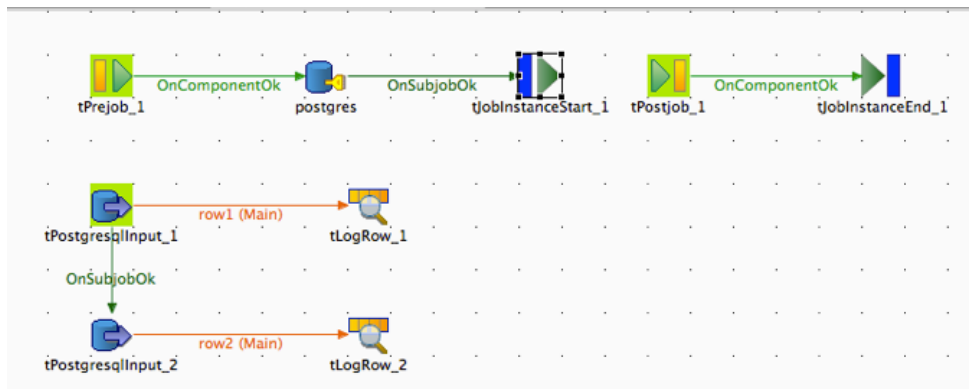 OnComponentOk
OnSubjobOk
OnComponentOk
tPrejob_1
postgres
tJobInstanceStart_1
tPostjob_1
tJobInstanceEnd_1
row1 (Main)
tPostgresqlInput_1
tLogRow_1
OnSubjobOk
row2 (Main)
tPostgresqlInput_2
tLogRow_2